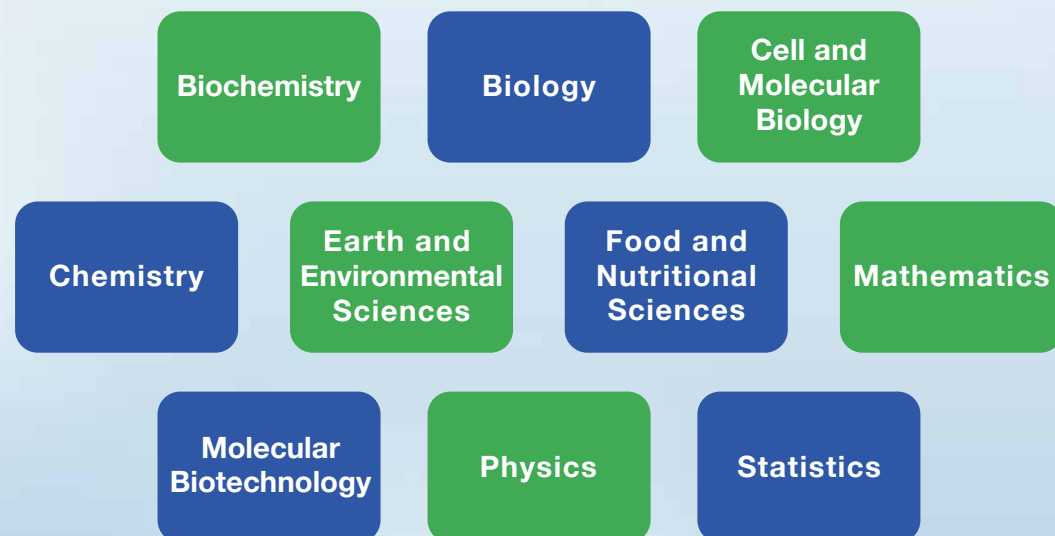 Biochemistry
Biology
Cell and
Molecular
Biology
Chemistry
Earth and
Environmental
Sciences
Food and
Nutritional
Sciences
Mathematics
Molecular
Biotechnology
Physics
Statistics